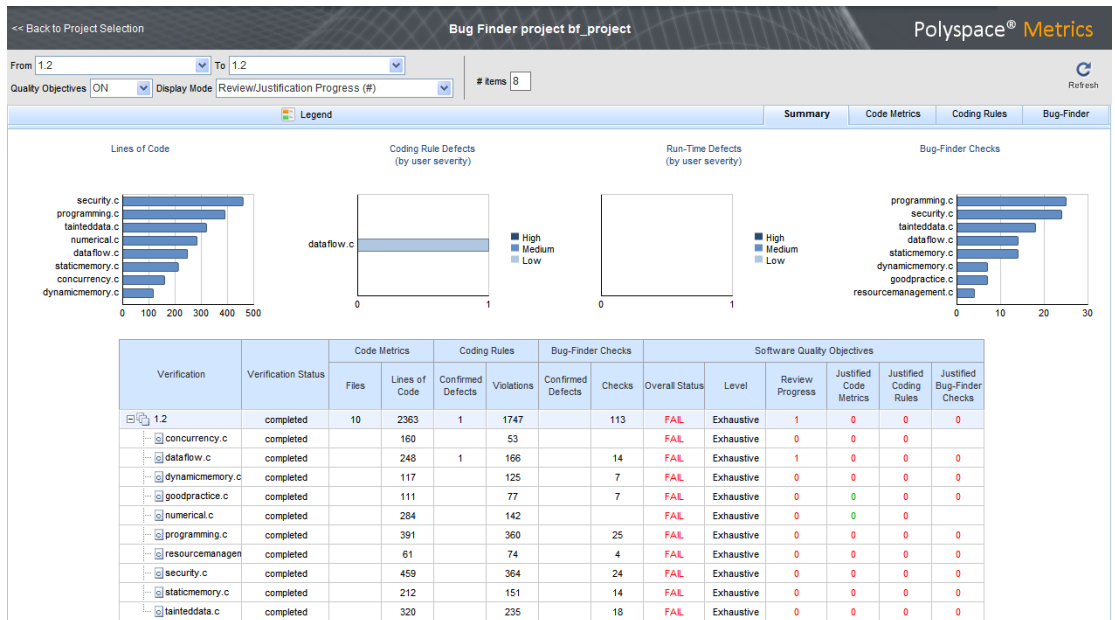 << Back to Project Selection
Bug Finder project bf_project
Polyspace® Metrics
From 1.2 To 1.2
# items 8
Quality Objectives ON Display Mode Review/Justification Progress (#)
Refresh
Legend
Summary Code Metrics Coding Rules Bug-Finder
Lines of Code
security.c
programming.c
tainteddata.c
numerical.c
dataflow.c
staticmemory.c
concurrency.c
dynamicmemory.c
0 100 200 300 400 500
Coding Rule Defects
(by user severity)
dataflow.c
High
Medium
Low
0 1
Run-Time Defects
(by user severity)
High
Medium
Low
0 1
Bug-Finder Checks
programming.c
security.c
tainteddata.c
dataflow.c
staticmemory.c
dynamicmemory.c
goodpractice.c
resourcemanagement.c
0 10 20 30
Verification Verification Status Code Metrics Coding Rules Bug-Finder Checks Software Quality Objectives
Files Lines of Code Confirmed Defects Violations Confirmed Defects Checks Overall Status Level Review Progress Justified Code Metrics Justified Coding Rules Justified Bug-Finder Checks
1.2 completed 10 2363 1 1747 113 FAIL Exhaustive 1 0 0 0
concurrency.c completed 160 53 FAIL Exhaustive 0 0 0
dataflow.c completed 248 1 166 14 FAIL Exhaustive 1 0 0 0
dynamicmemory.c completed 117 125 7 FAIL Exhaustive 0 0 0 0
goodpractice.c completed 111 77 7 FAIL Exhaustive 0 0 0 0
numerical.c completed 284 142 FAIL Exhaustive 0 0 0
programming.c completed 391 360 25 FAIL Exhaustive 0 0 0 0
resourcemanagen completed 61 74 4 FAIL Exhaustive 0 0 0 0
security.c completed 459 364 24 FAIL Exhaustive 0 0 0 0
staticmemory.c completed 212 151 14 FAIL Exhaustive 0 0 0 0
tainteddata.c completed 320 235 18 FAIL Exhaustive 0 0 0 0